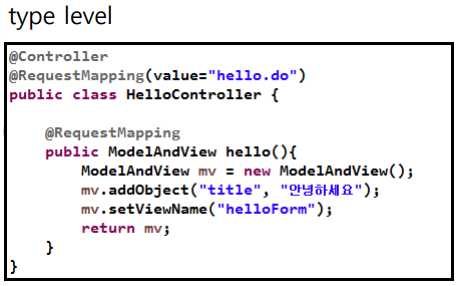 type level
@Controller
@RequestMapping(value="hello.do")
public class HelloController {
@RequestMapping
public ModelAndView hello(){
ModelAndView mv = new ModelAndView();
mv.addObject("title", "안녕하세요");
mv.setViewName("helloForm");
return mv;
}
}